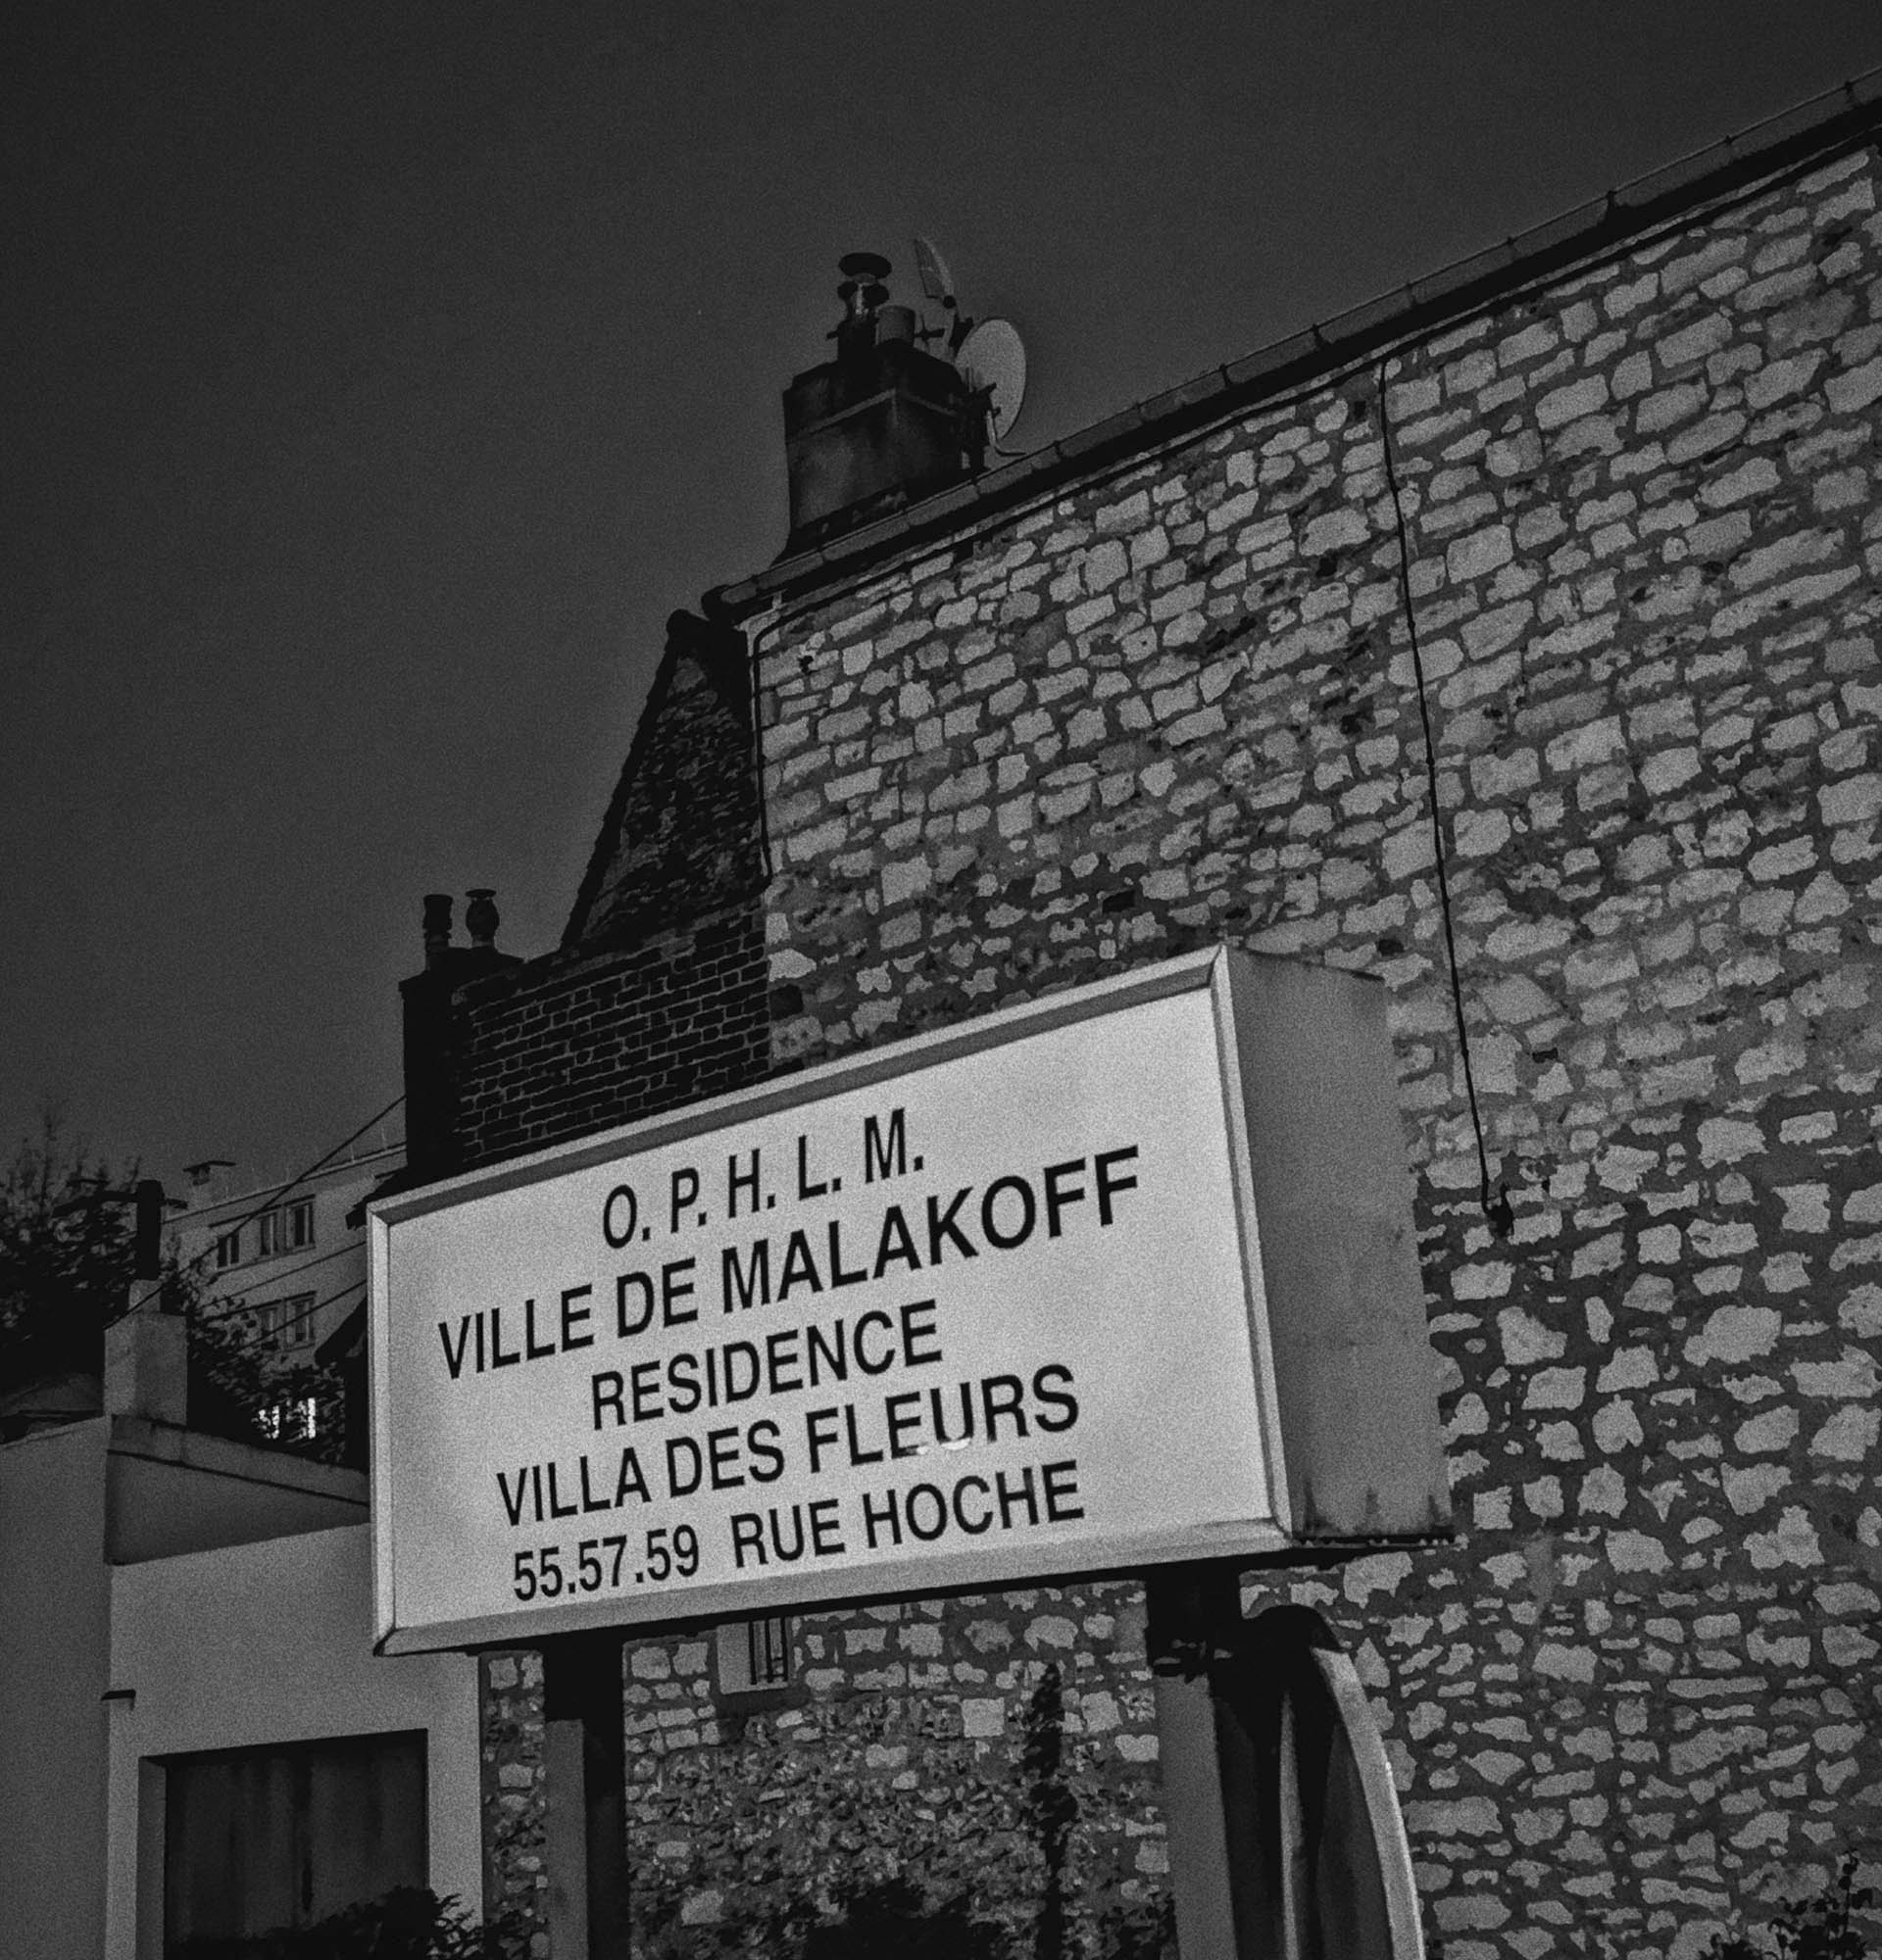 O. P. H. L. M.
VILLE DE MALAKOFF
RESIDENCE
VILLA DES FLEURS
55.57.59 RUE HOCHE